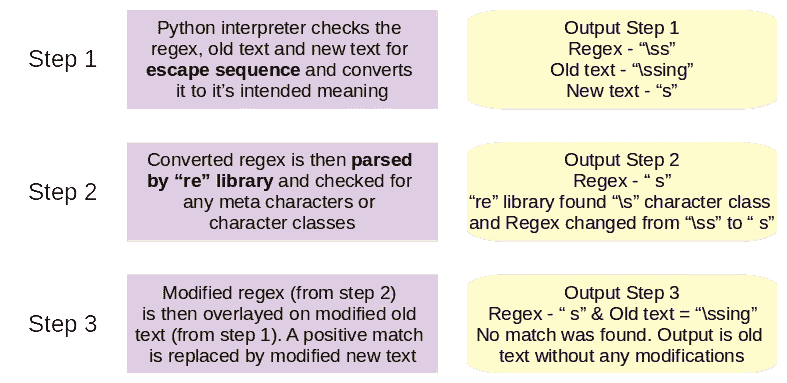 Step 1
Python interpreter checks the
regex, old text and new text for
escape sequence and converts
it to it's intended meaning
Output Step 1
Regex - “\ss”
Old text - “\ssing”
New text - “s”
Step 2
Converted regex is then parsed
by “re” library and checked for
any meta characters or
character classes
Output Step 2
Regex - “ s”
“re” library found “\s” character class
and Regex changed from “\ss” to “ s”
Step 3
Modified regex (from step 2)
is then overlayed on modified old
text (from step 1). A positive match
is replaced by modified new text
Output Step 3
Regex - “ s” & Old text = “\ssing”
No match was found. Output is old
text without any modifications